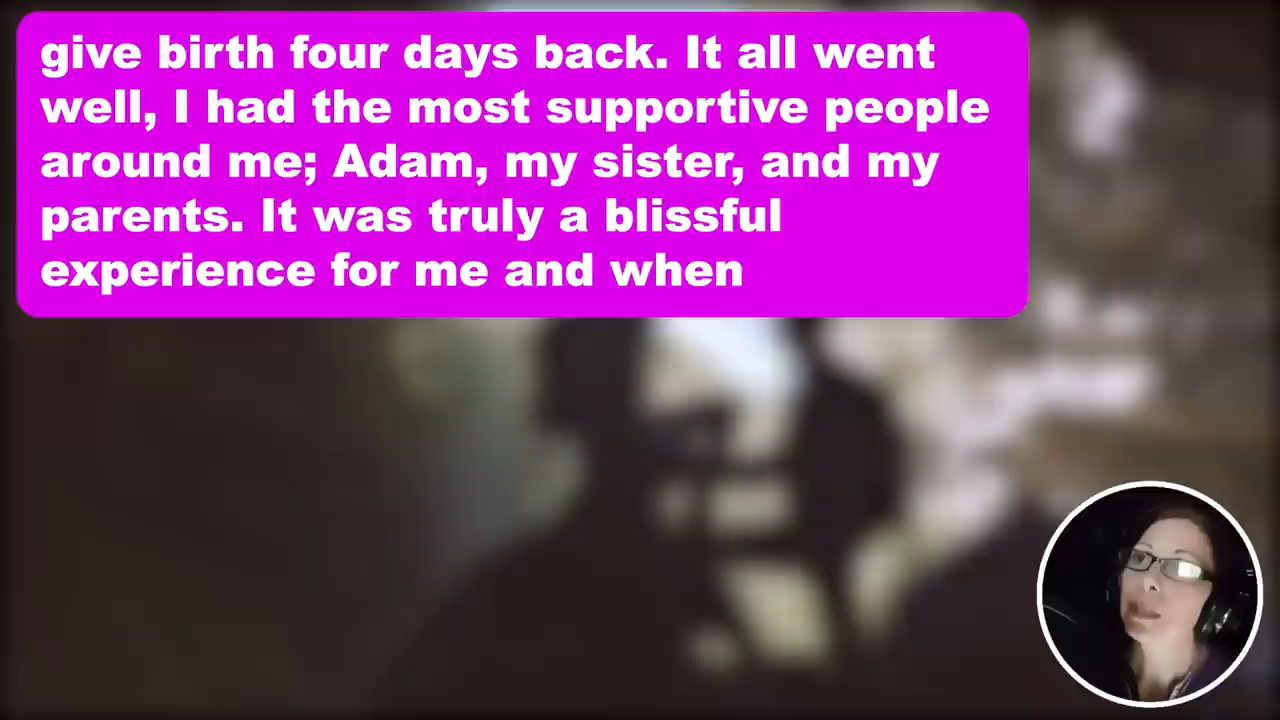 give birth four days back. It all went
well, I had the most supportive people
around me; Adam, my sister, and my
parents. It was truly a blissful
experience for me and when